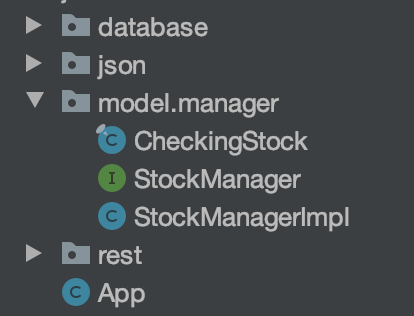 database
json
model.manager
C CheckingStock
I StockManager
C StockManagerImpl
rest
C App